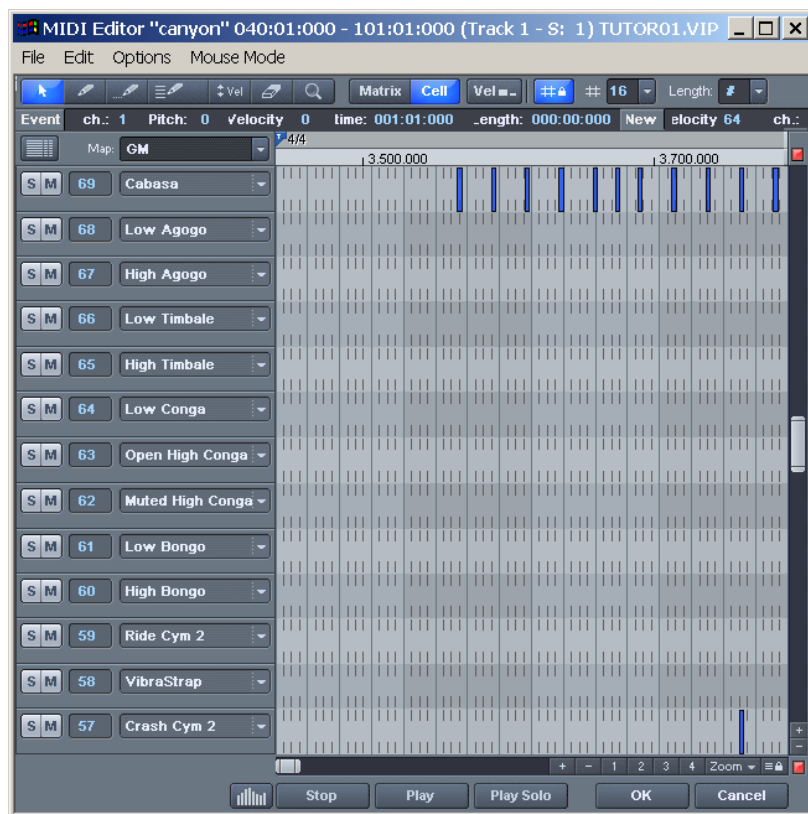 MIDI Editor "canyon" 040:01:000 - 101:01:000 (Track 1 - S: 1) TUTOR01.VIP
File Edit Options Mouse Mode
Vel Matrix Cell Vel 16 Length:
Event ch.: 1 Pitch: 0 Velocity 0 time: 001:01:000 Length: 000:00:000 New elocity 64 ch.:
Map: GM 4/4
3.500.000 3.700.000
S M 69 Cabasa
S M 68 Low Agogo
S M 67 High Agogo
S M 66 Low Timbale
S M 65 High Timbale
S M 64 Low Conga
S M 63 Open High Conga
S M 62 Muted High Conga
S M 61 Low Bongo
S M 60 High Bongo
S M 59 Ride Cym 2
S M 58 VibraStrap
S M 57 Crash Cym 2
+ - 1 2 3 4 Zoom
Stop Play Play Solo OK Cancel